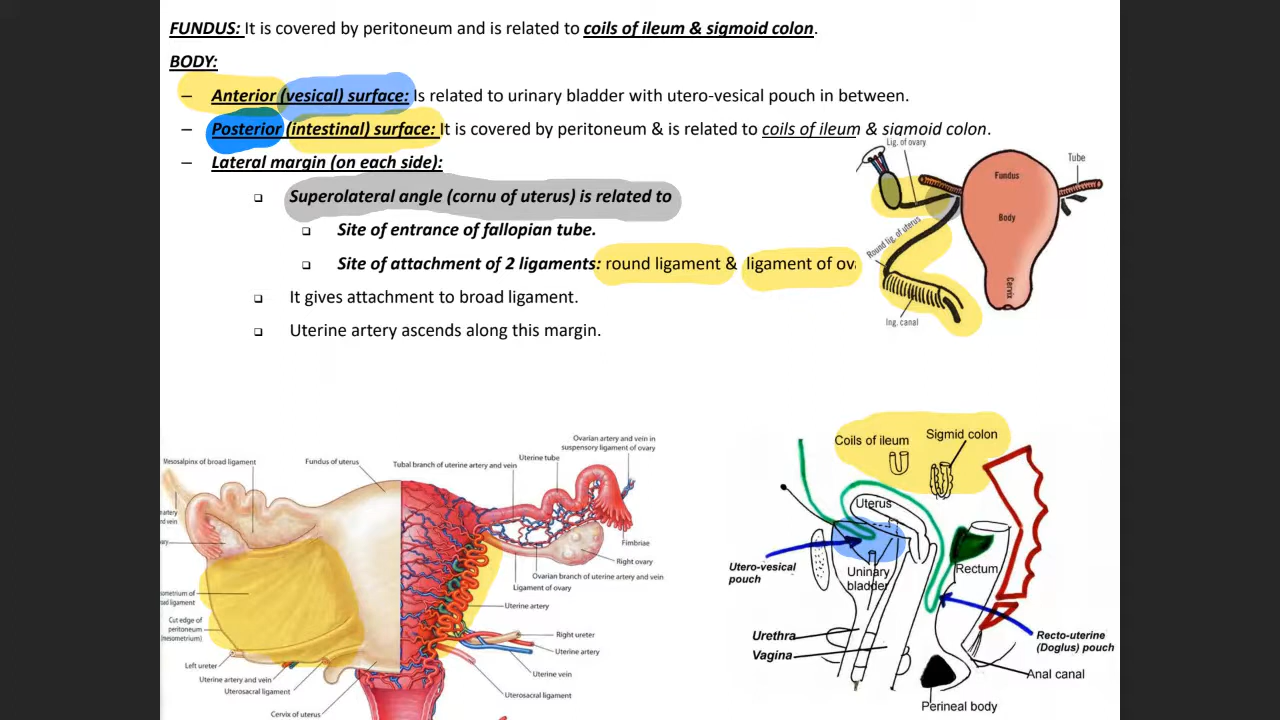 FUNDUS: It is covered by peritoneum and is related to coils of ileum & sigmoid colon.
BODY:
– Anterior (vesical) surface: Is related to urinary bladder with utero-vesical pouch in between.
– Posterior (intestinal) surface: It is covered by peritoneum & is related to coils of ileum & sigmoid colon.
– Lateral margin (on each side):
❑ Superolateral angle (cornu of uterus) is related to
❑ Site of entrance of fallopian tube.
❑ Site of attachment of 2 ligaments: round ligament & ligament of ov
❑ It gives attachment to broad ligament.
❑ Uterine artery ascends along this margin.
Lig. of ovary
Tube
Fundus
Body
Round lig. of uterus
Cervix
Ing. canal
Mesosalpinx of broad ligament
Fundus of uterus
Tubal branch of uterine artery and vein
Uterine tube
Ovarian artery and vein in
suspensory ligament of ovary
artery
nd vein
Fimbriae
Right ovary
Ovarian branch of uterine artery and vein
Ligament of ovary
ometrium of
ad ligament
Uterine artery
Cut edge of
peritoneum
(mesometrium)
Right ureter
Uterine artery
Left ureter
Uterine artery and vein
Uterosacral ligament
Uterine vein
Uterosacral ligament
Cervix of uterus
Coils of ileum
Sigmid colon
Uterus
Utero-vesical
pouch
Uninary
bladder
Rectum
Urethra
Vagina
Recto-uterine
(Doglus) pouch
Anal canal
Perineal body